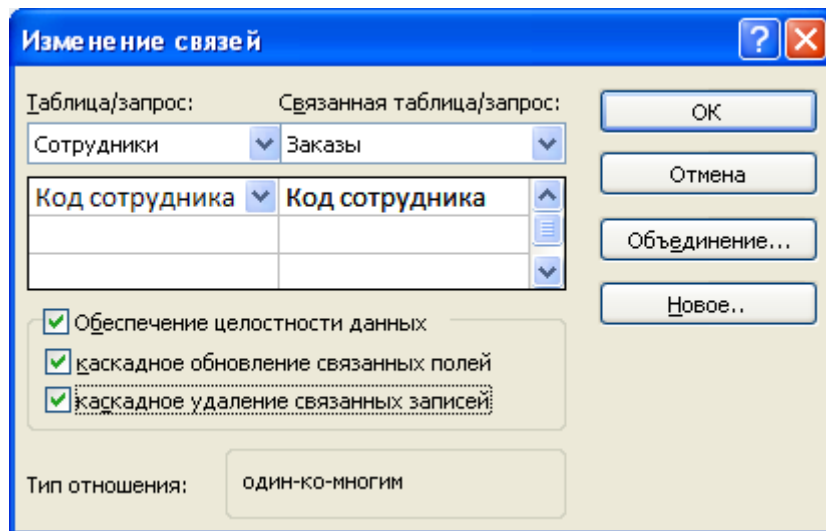 Изменение связей
Таблица/запрос: Связанная таблица/запрос:
Сотрудники Заказы
Код сотрудника Код сотрудника
Обеспечение целостности данных
каскадное обновление связанных полей
каскадное удаление связанных записей
Тип отношения: один-ко-многим
ОК
Отмена
Объединение...
Новое..